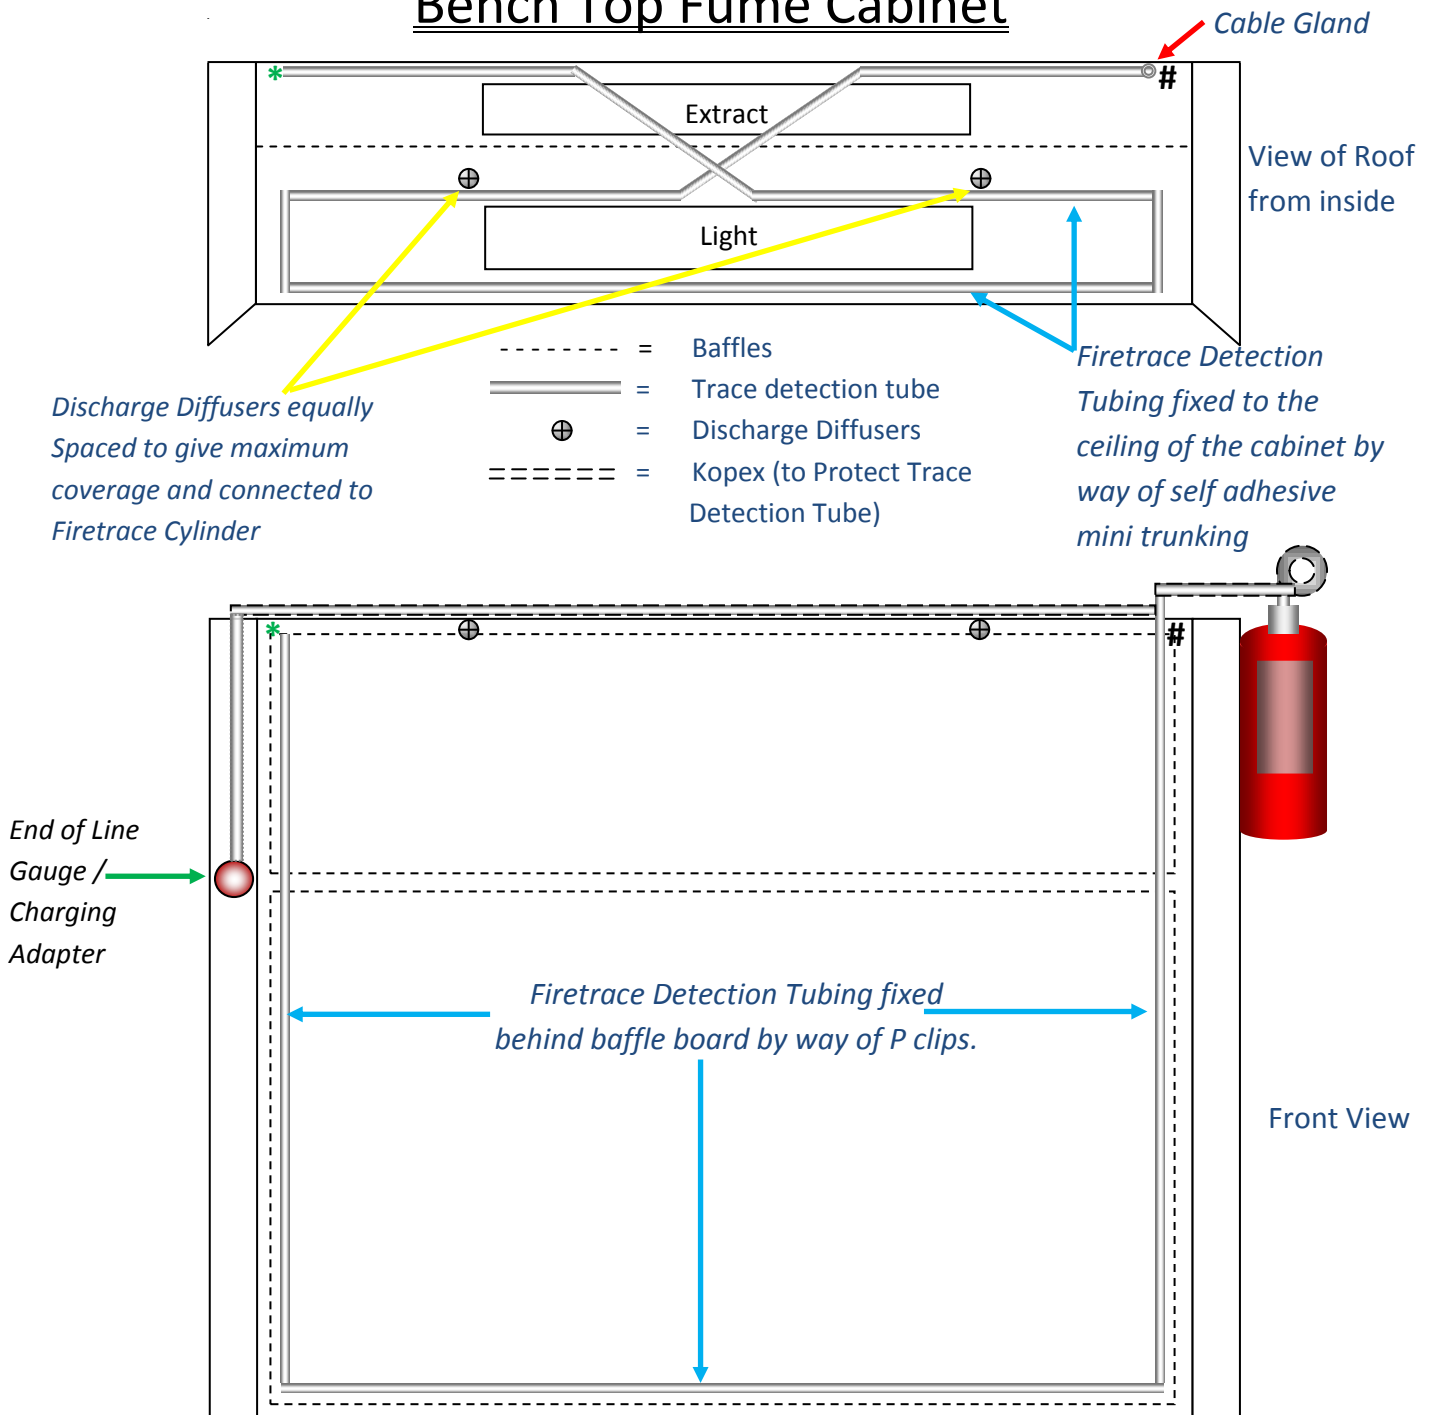 Bench Top Fume Cabinet
Cable Gland
*
#
Extract
View of Roof
from inside
Light
- - - - - - - = Baffles
= Trace detection tube
= Discharge Diffusers
= Kopex (to Protect Trace
Detection Tube)
Discharge Diffusers equally
Spaced to give maximum
coverage and connected to
Firetrace Cylinder
Firetrace Detection
Tubing fixed to the
ceiling of the cabinet by
way of self adhesive
mini trunking
*
#
End of Line
Gauge /
Charging
Adapter
Firetrace Detection Tubing fixed
behind baffle board by way of P clips.
Front View